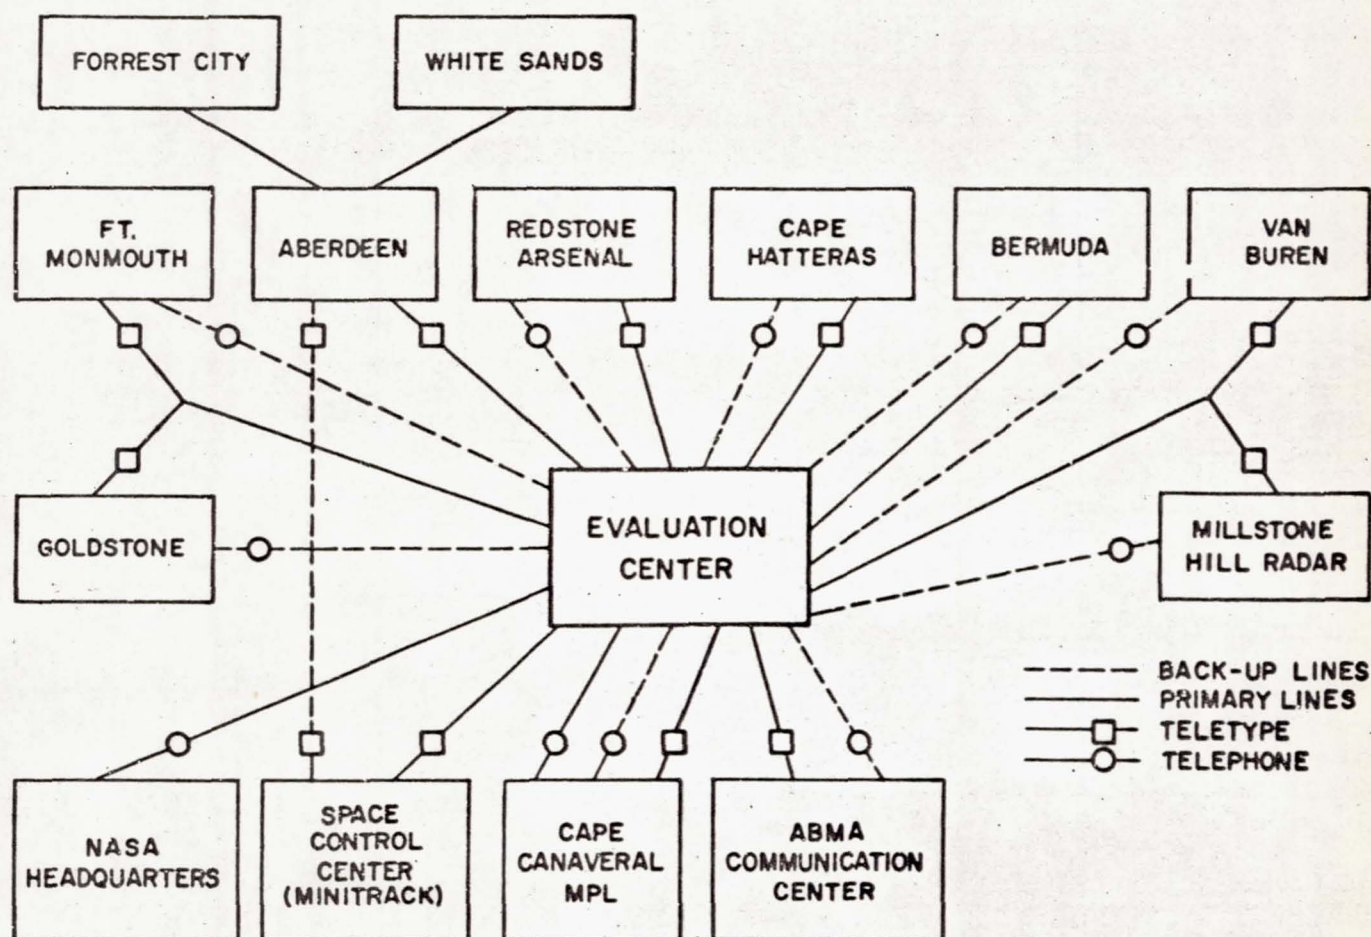 FORREST CITY
WHITE SANDS
FT.
MONMOUTH
ABERDEEN
REDSTONE
ARSENAL
CAPE
HATTERAS
BERMUDA
VAN
BUREN
GOLDSTONE
EVALUATION
CENTER
MILLSTONE
HILL RADAR
BACK-UP LINES
PRIMARY LINES
TELETYPE
TELEPHONE
NASA
HEADQUARTERS
SPACE
CONTROL
CENTER
(MINITRACK)
CAPE
CANAVERAL
MPL
ABMA
COMMUNICATION
CENTER